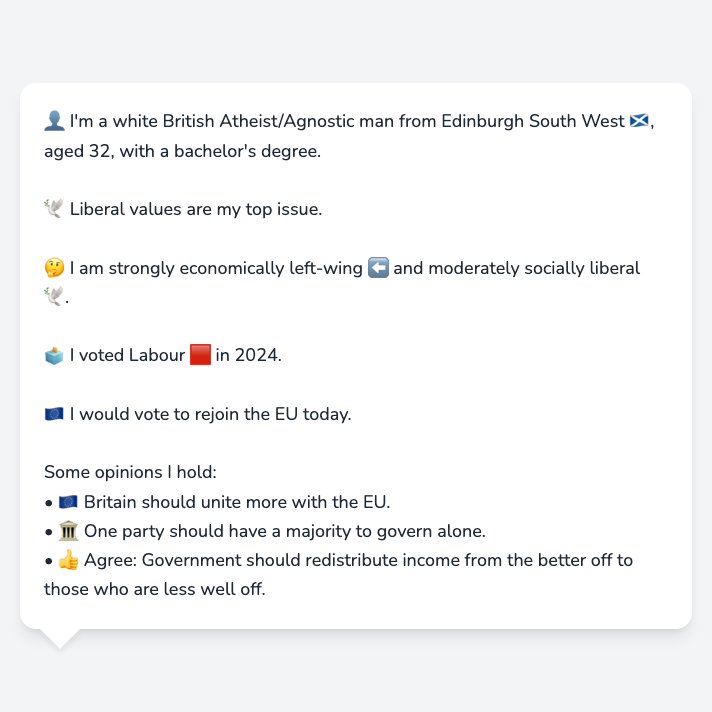 👤 I'm a white British Atheist/Agnostic man from Edinburgh South West 🏴󠁧󠁢󠁳󠁣󠁴󠁿,
aged 32, with a bachelor's degree.
🕊️ Liberal values are my top issue.
🤔 I am strongly economically left-wing ⬅️ and moderately socially liberal
🕊️.
🗳️ I voted Labour 🟥 in 2024.
🇪🇺 I would vote to rejoin the EU today.
Some opinions I hold:
• 🇪🇺 Britain should unite more with the EU.
• 🏛️ One party should have a majority to govern alone.
• 👍 Agree: Government should redistribute income from the better off to
those who are less well off.